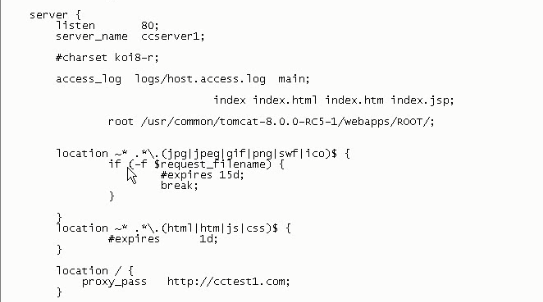 server {
listen 80;
server_name ccserver1;
#charset koi8-r;
access_log logs/host.access.log main;
index index.html index.htm index.jsp;
root /usr/common/tomcat-8.0.0-RC5-1/webapps/ROOT/;
location ~* .*\.(jpg|jpeg|gif|png|swf|ico)$ {
if (-f $request_filename) {
#expires 15d;
break;
}
}
location ~* .*\.(html|htm|js|css)$ {
#expires 1d;
}
location / {
proxy_pass http://cctest1.com;
}